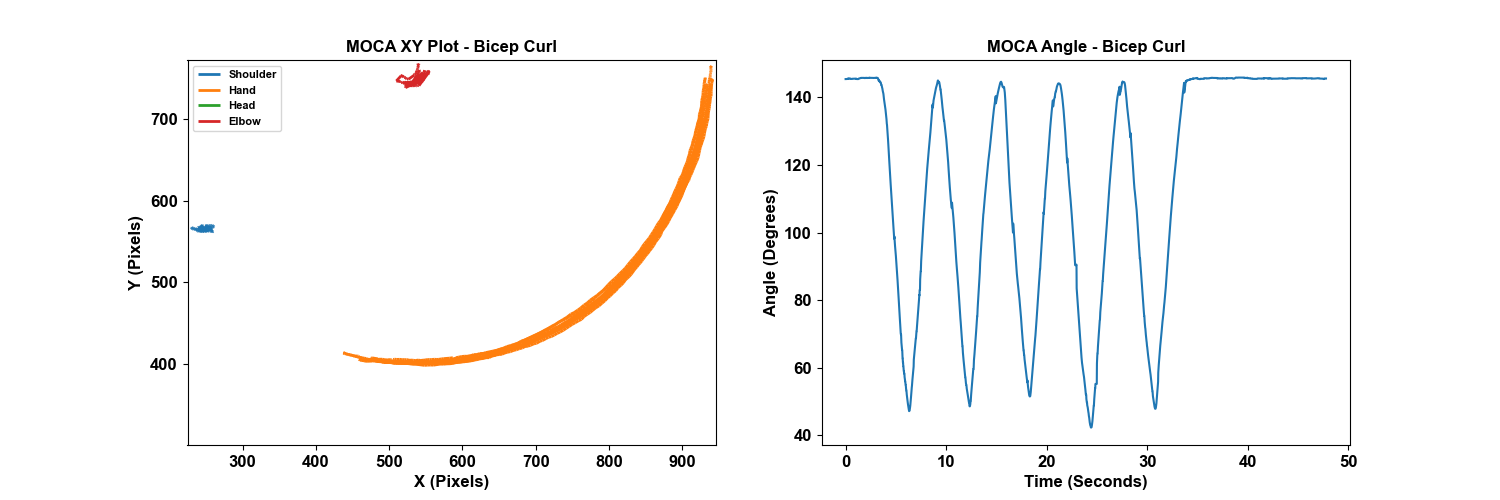 MOCA XY Plot - Bicep Curl
Shoulder
Hand
Head
Elbow
Y (Pixels)
700
600
500
400
300 400 500 600 700 800 900
X (Pixels)
MOCA Angle - Bicep Curl
Angle (Degrees)
140
120
100
80
60
40
0 10 20 30 40 50
Time (Seconds)